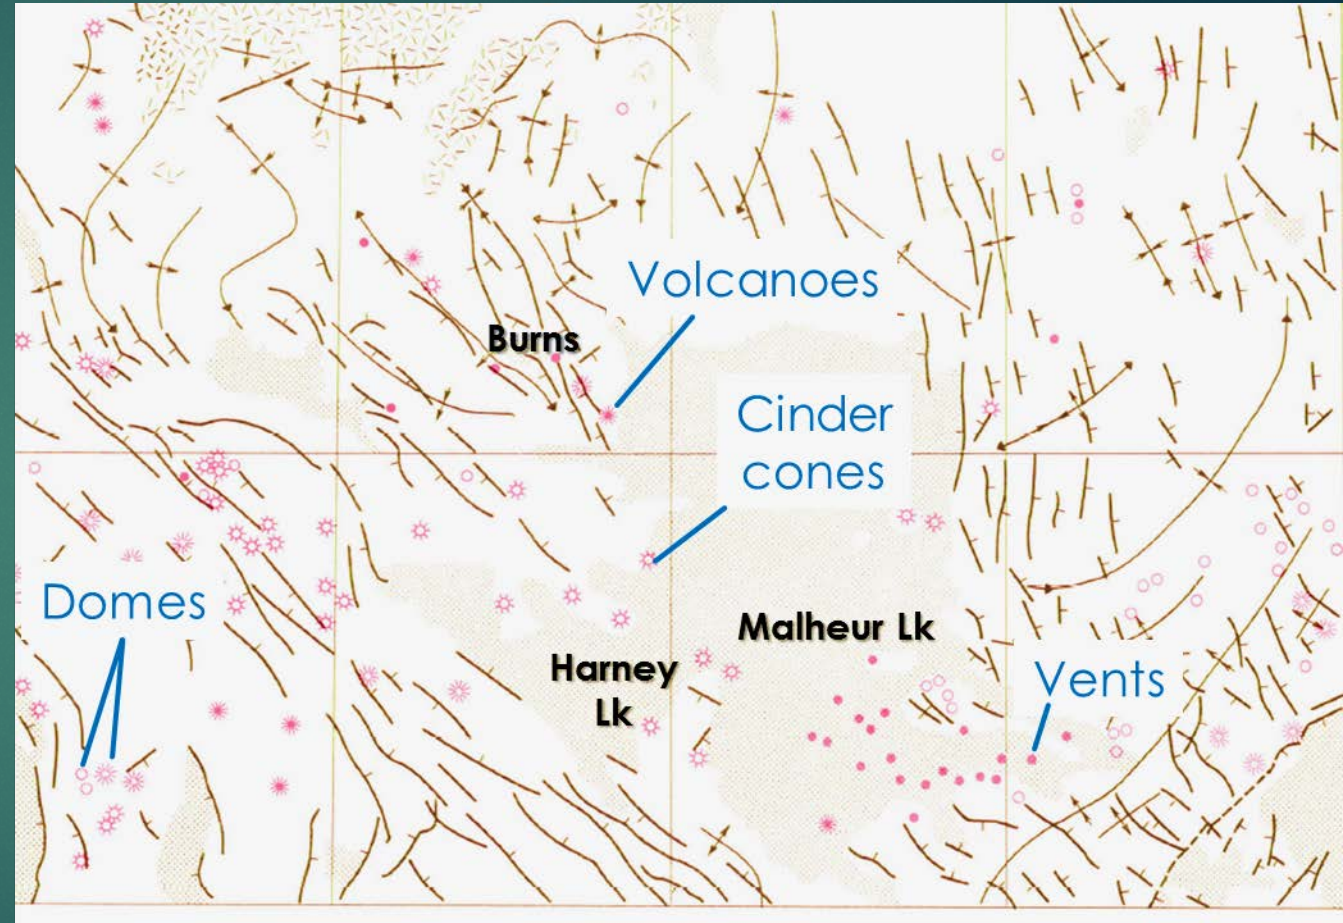 Volcanoes
Burns
Cinder
cones
Domes
Malheur Lk
Harney
Lk
Vents